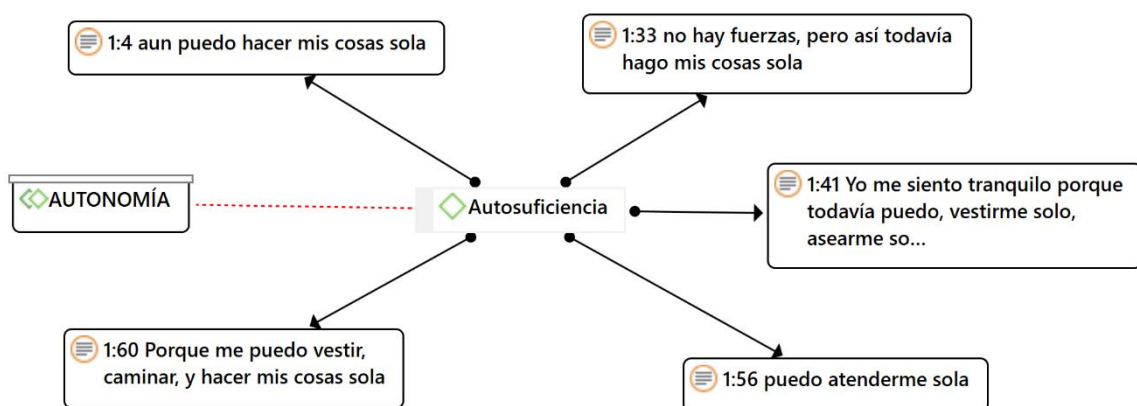 1:4 aun puedo hacer mis cosas sola
1:33 no hay fuerzas, pero así todavía
hago mis cosas sola
AUTONOMÍA
Autosuficiencia
1:41 Yo me siento tranquilo porque
todavía puedo, vestirme solo,
asearme so...
1:60 Porque me puedo vestir,
caminar, y hacer mis cosas sola
1:56 puedo atenderme sola